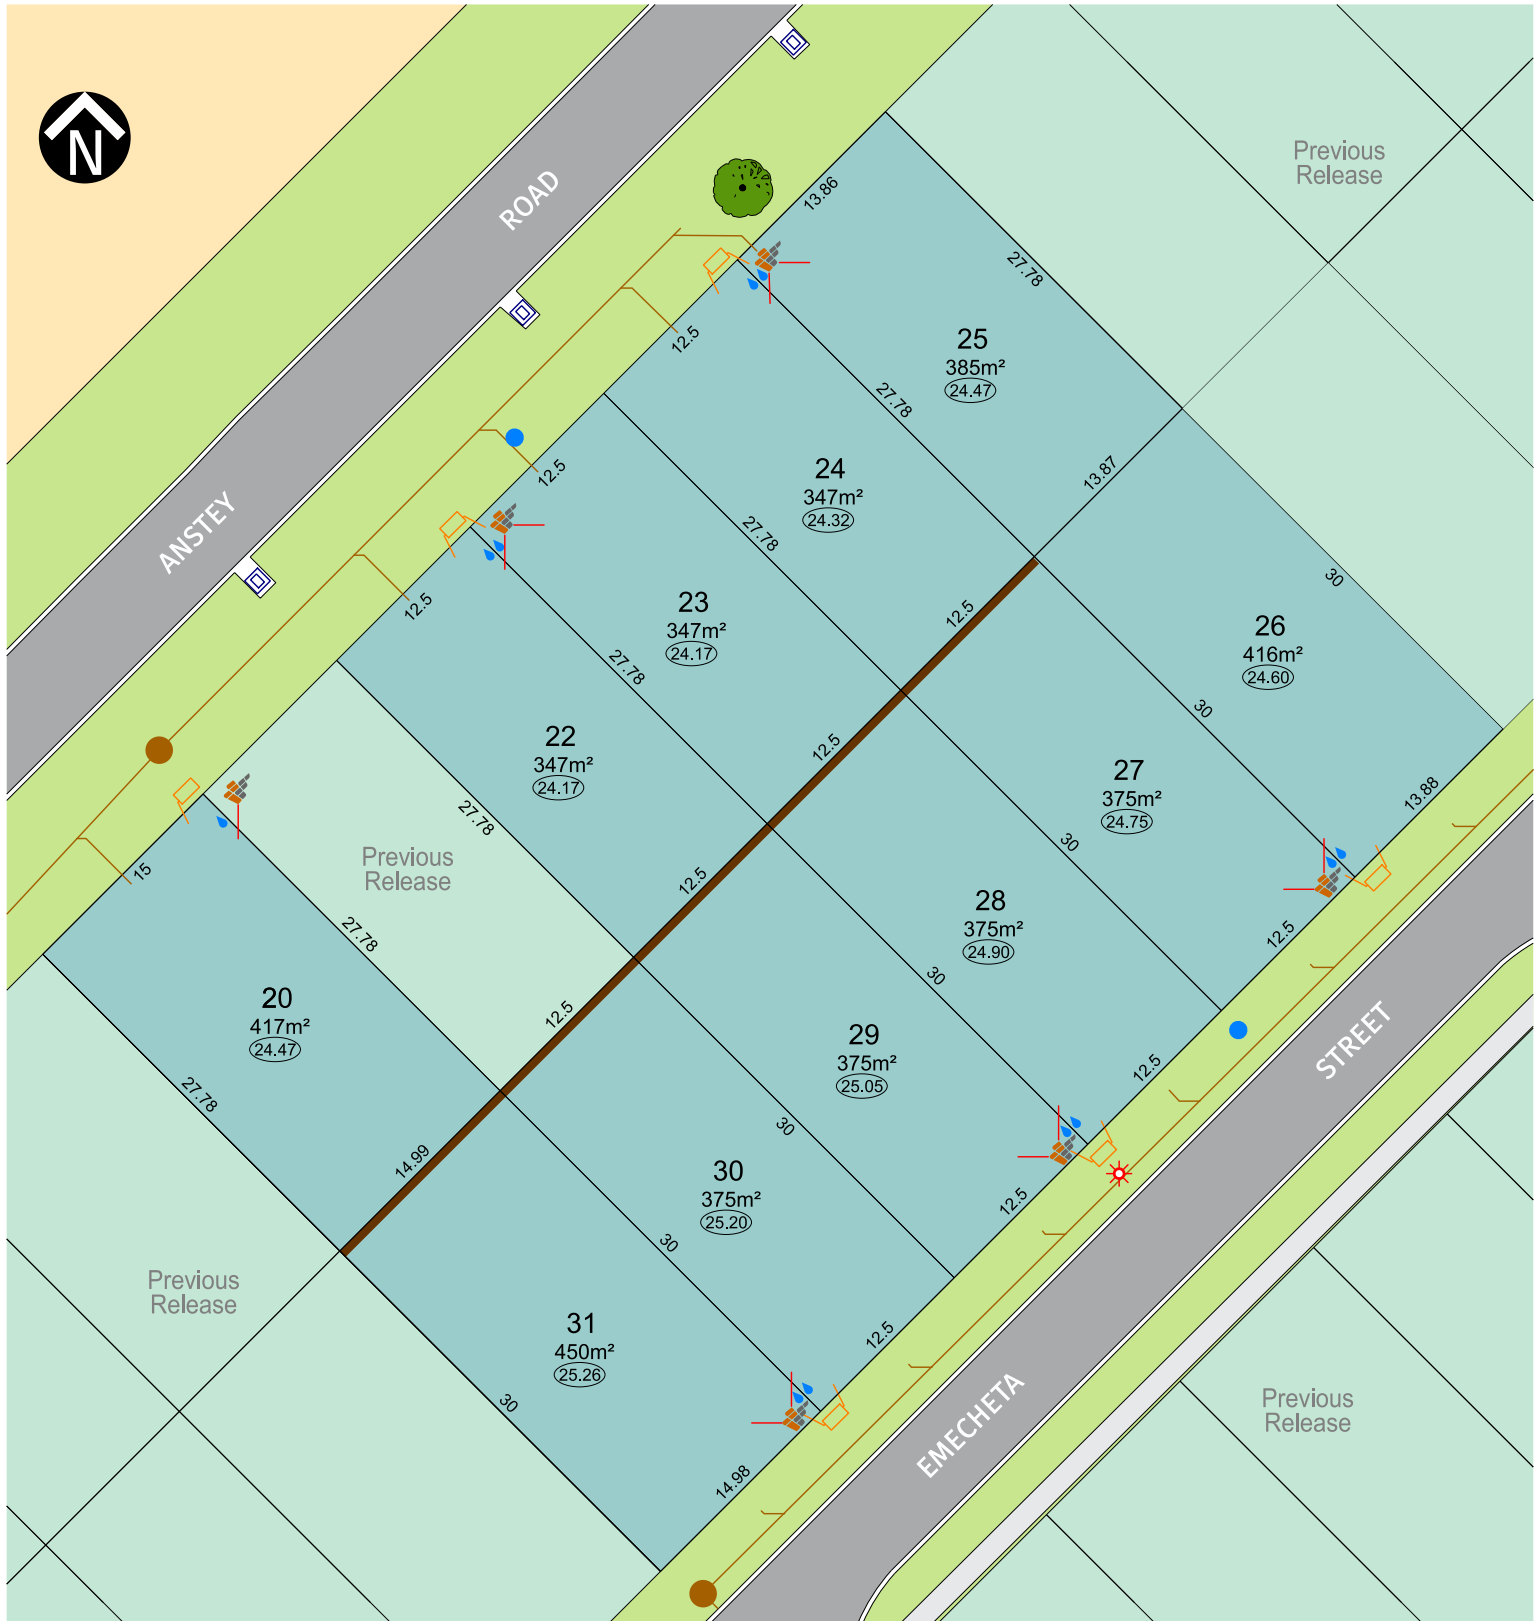 N
ANSTEY
ROAD
Previous
Release
13.86
27.78
25
385m²
24.47
12.5
27.78
13.87
24
347m²
24.32
12.5
27.78
12.5
30
23
347m²
24.17
26
416m²
24.60
12.5
27.78
12.5
30
22
347m²
24.17
27
375m²
24.75
13.88
27.78
12.5
30
Previous
Release
28
375m²
24.90
12.5
15
27.78
12.5
30
20
417m²
24.47
29
375m²
25.05
12.5
STREET
27.78
14.99
30
30
375m²
25.20
12.5
Previous
Release
30
31
450m²
25.26
12.5
30
14.98
EMECHETA
Previous
Release